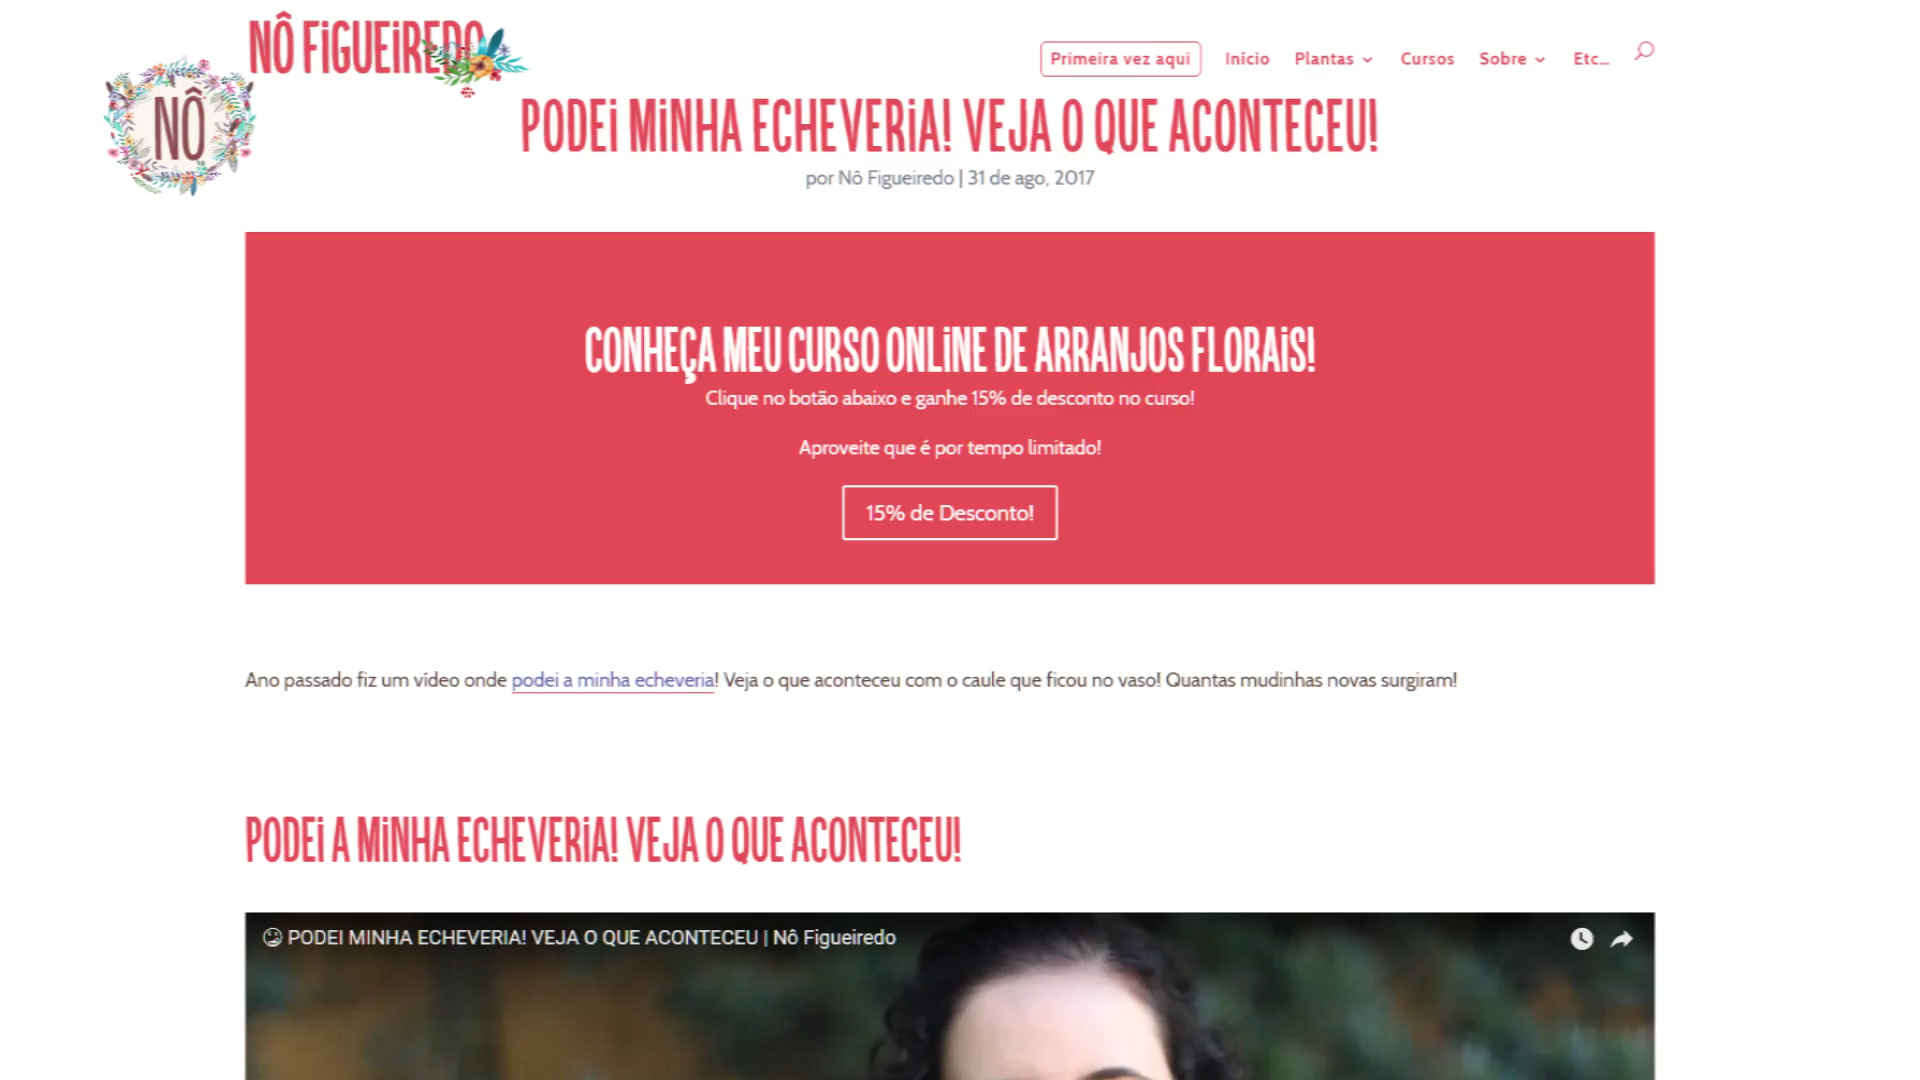 NÔ FIGUEIREDO
NÔ
Primeira vez aqui
Início
Plantas
Cursos
Sobre
Etc...
PODEI MINHA ECHEVERIA! VEJA O QUE ACONTECEU!
por Nô Figueiredo | 31 de ago, 2017
CONHEÇA MEU CURSO ONLINE DE ARRANJOS FLORAIS!
Clique no botão abaixo e ganhe 15% de desconto no curso!
Aproveite que é por tempo limitado!
15% de Desconto!
Ano passado fiz um vídeo onde podei a minha echeveria! Veja o que aconteceu com o caule que ficou no vaso! Quantas mudinhas novas surgiram!
PODEI A MINHA ECHEVERIA! VEJA O QUE ACONTECEU!
PODEI MINHA ECHEVERIA! VEJA O QUE ACONTECEU | Nô Figueiredo